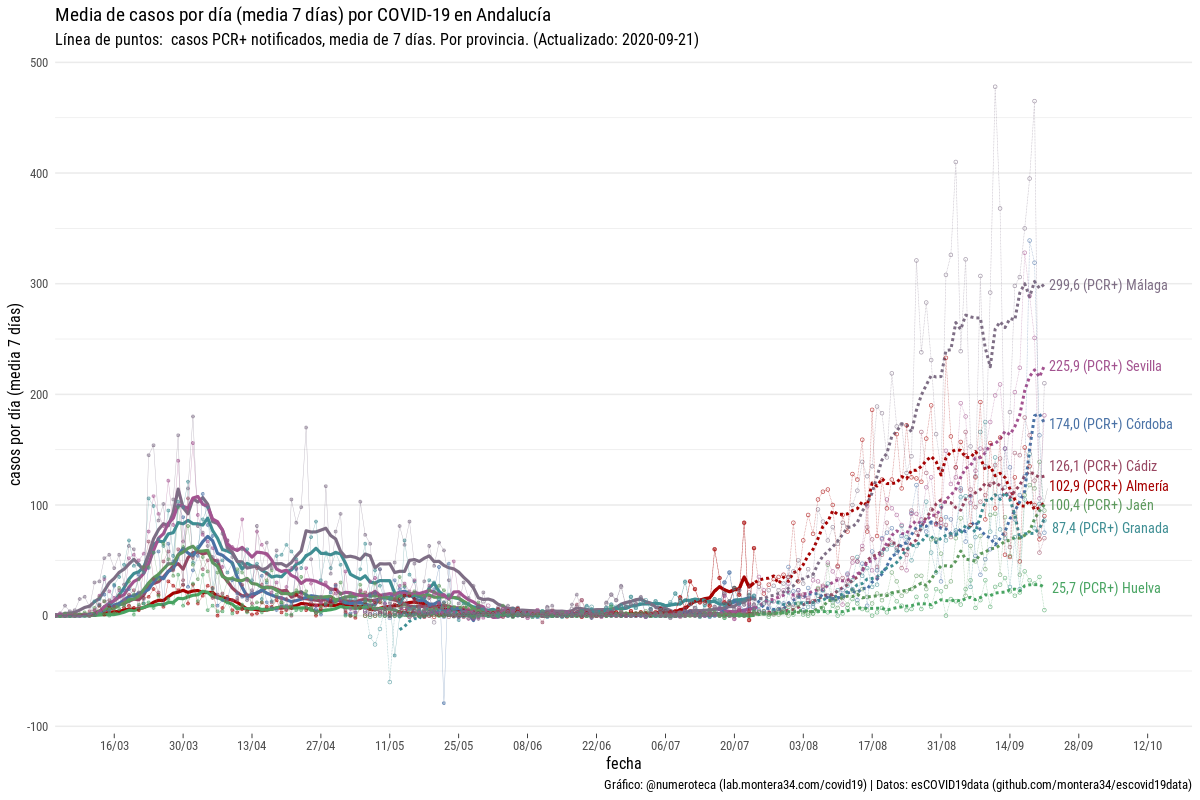 Media de casos por día (media 7 días) por COVID-19 en Andalucía
Línea de puntos:  casos PCR+ notificados, media de 7 días. Por provincia. (Actualizado: 2020-09-21)
500
400
300
200
100
0
-100
casos por día (media 7 días)
299,6 (PCR+) Málaga
225,9 (PCR+) Sevilla
174,0 (PCR+) Córdoba
126,1 (PCR+) Cádiz
102,9 (PCR+) Almería
100,4 (PCR+) Jaén
87,4 (PCR+) Granada
25,7 (PCR+) Huelva
16/03 30/03 13/04 27/04 11/05 25/05 08/06 22/06 06/07 20/07 03/08 17/08 31/08 14/09 28/09 12/10
fecha
Gráfico: @numeroteca (lab.montera34.com/covid19) | Datos: esCOVID19data (github.com/montera34/escovid19data)